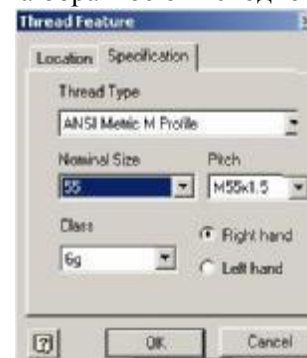 Thread Feature
Location Specification
Thread Type
ANSI Metric M Profile
Nominal Size Pitch
55 M55x1.5
Class
6g
Right hand
Left hand
? OK Cancel